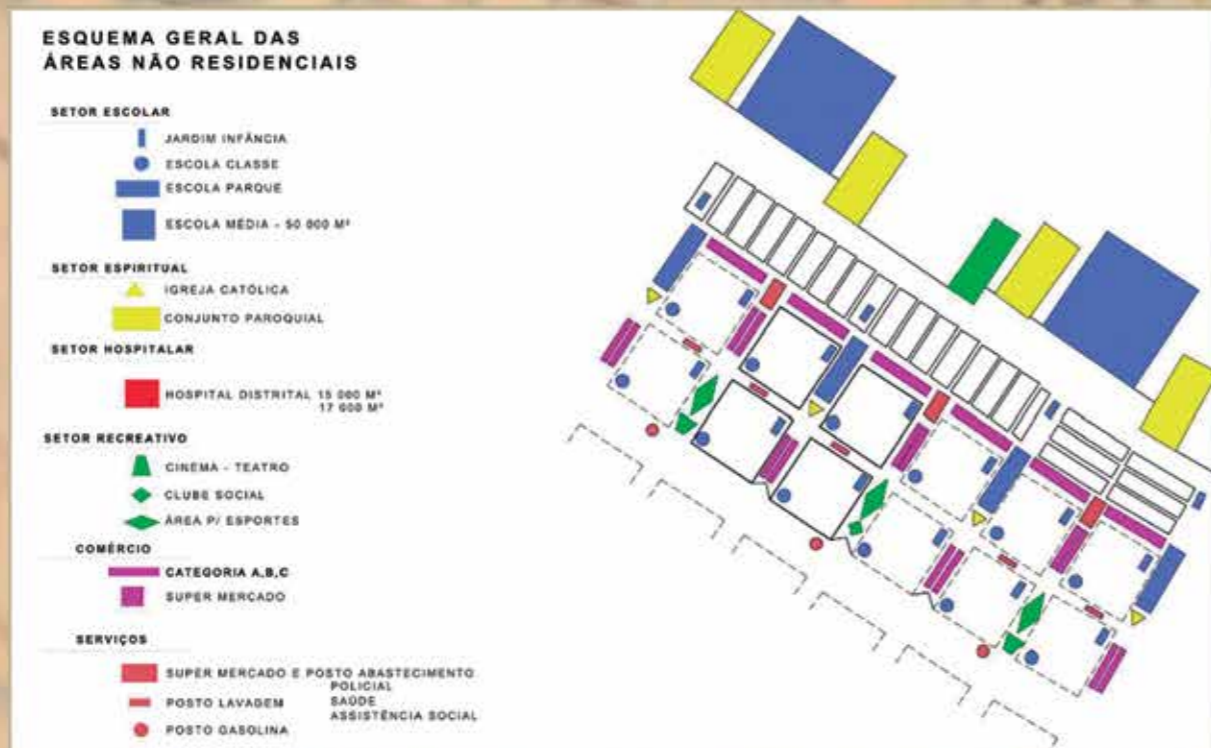 ESQUEMA GERAL DAS
ÁREAS NÃO RESIDENCIAIS
SETOR ESCOLAR
JARDIM INFÂNCIA
ESCOLA CLASSE
ESCOLA PARQUE
ESCOLA MÉDIA - 50 000 M²
SETOR ESPIRITUAL
IGREJA CATÓLICA
CONJUNTO PAROQUIAL
SETOR HOSPITALAR
HOSPITAL DISTRITAL 15 000 M²
17 600 M²
SETOR RECREATIVO
CINEMA - TEATRO
CLUBE SOCIAL
ÁREA P/ ESPORTES
COMÉRCIO
CATEGORIA A,B,C
SUPER MERCADO
SERVIÇOS
SUPER MERCADO E POSTO ABASTECIMENTO
POLICIAL
POSTO LAVAGEM SAÚDE
ASSISTÊNCIA SOCIAL
POSTO GASOLINA